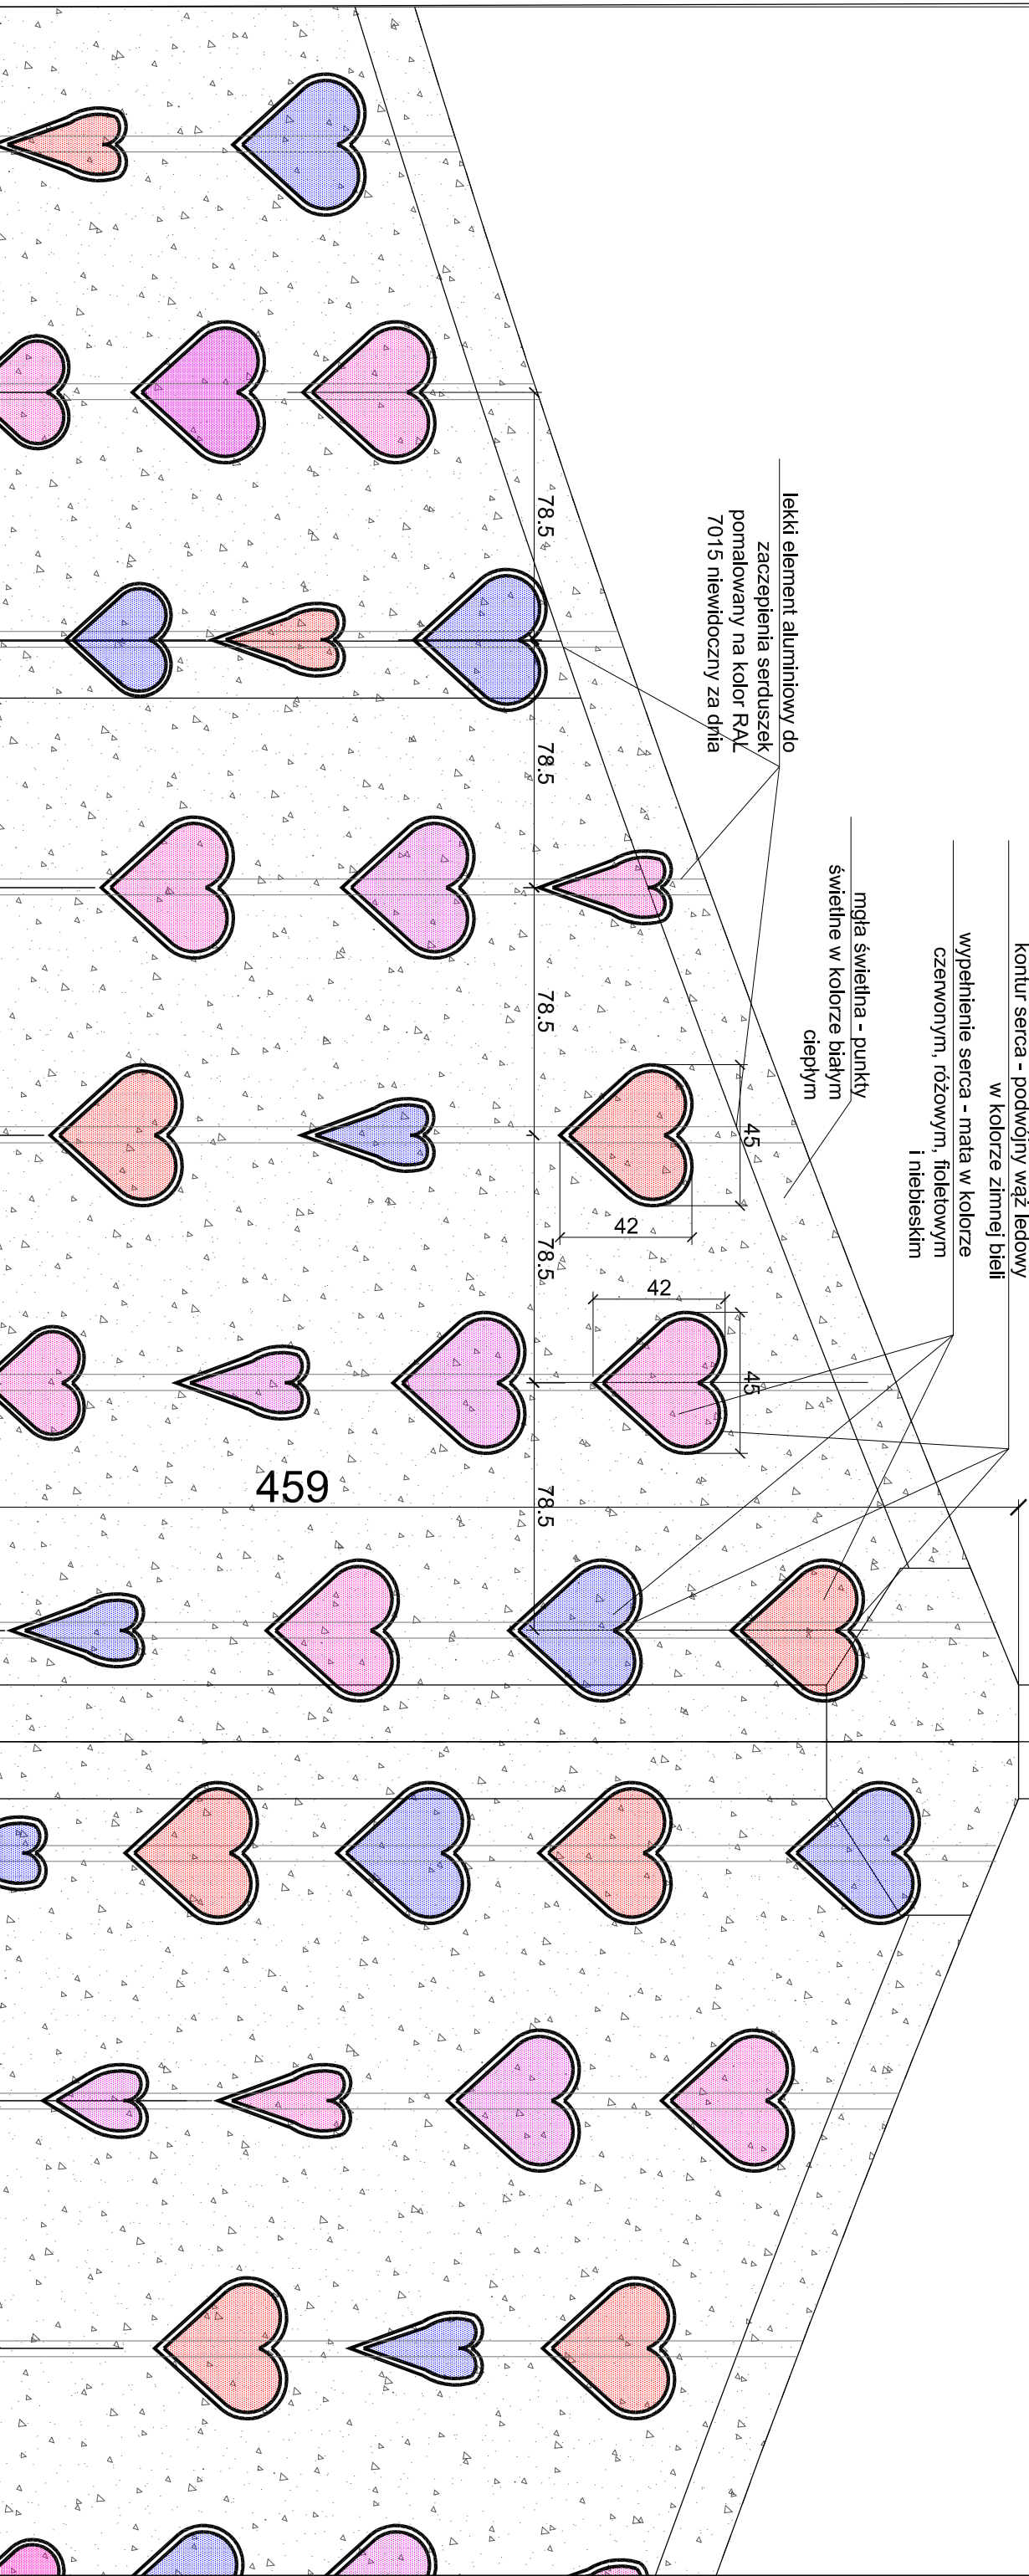 kontur serca - podwójny wąż ledowy
w kolorze zimnej bieli
wypełnienie serca - mata w kolorze
czerwonym, różowym, fioletowym
i niebieskim
mgła świetlna - punkty
świetlne w kolorze białym
ciepłym
lekki element aluminiowy do
zaczepienia serduszek
pomalowany na kolor RAL
7015 niewidoczny za dnia
78.5
78.5
78.5
78.5
78.5
45
42
42
45
459